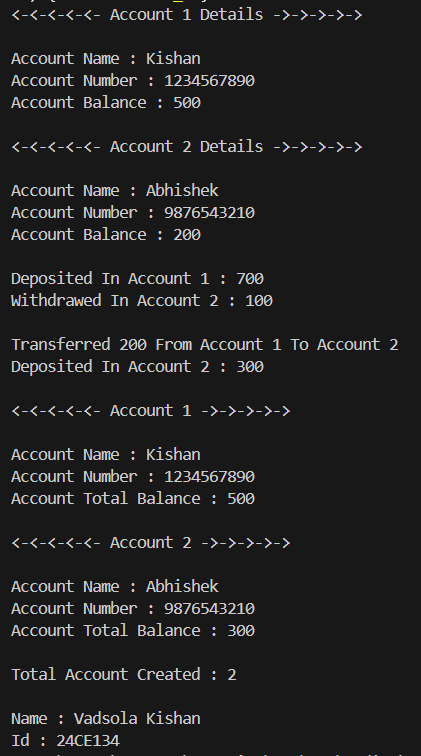 <-<-<-<-<- Account 1 Details ->->->->->
Account Name : Kishan
Account Number : 1234567890
Account Balance : 500
<-<-<-<-<- Account 2 Details ->->->->->
Account Name : Abhishek
Account Number : 9876543210
Account Balance : 200
Deposited In Account 1 : 700
Withdrawed In Account 2 : 100
Transferred 200 From Account 1 To Account 2
Deposited In Account 2 : 300
<-<-<-<-<- Account 1 ->->->->->
Account Name : Kishan
Account Number : 1234567890
Account Total Balance : 500
<-<-<-<-<- Account 2 ->->->->->
Account Name : Abhishek
Account Number : 9876543210
Account Total Balance : 300
Total Account Created : 2
Name : Vadsola Kishan
Id : 24CE134